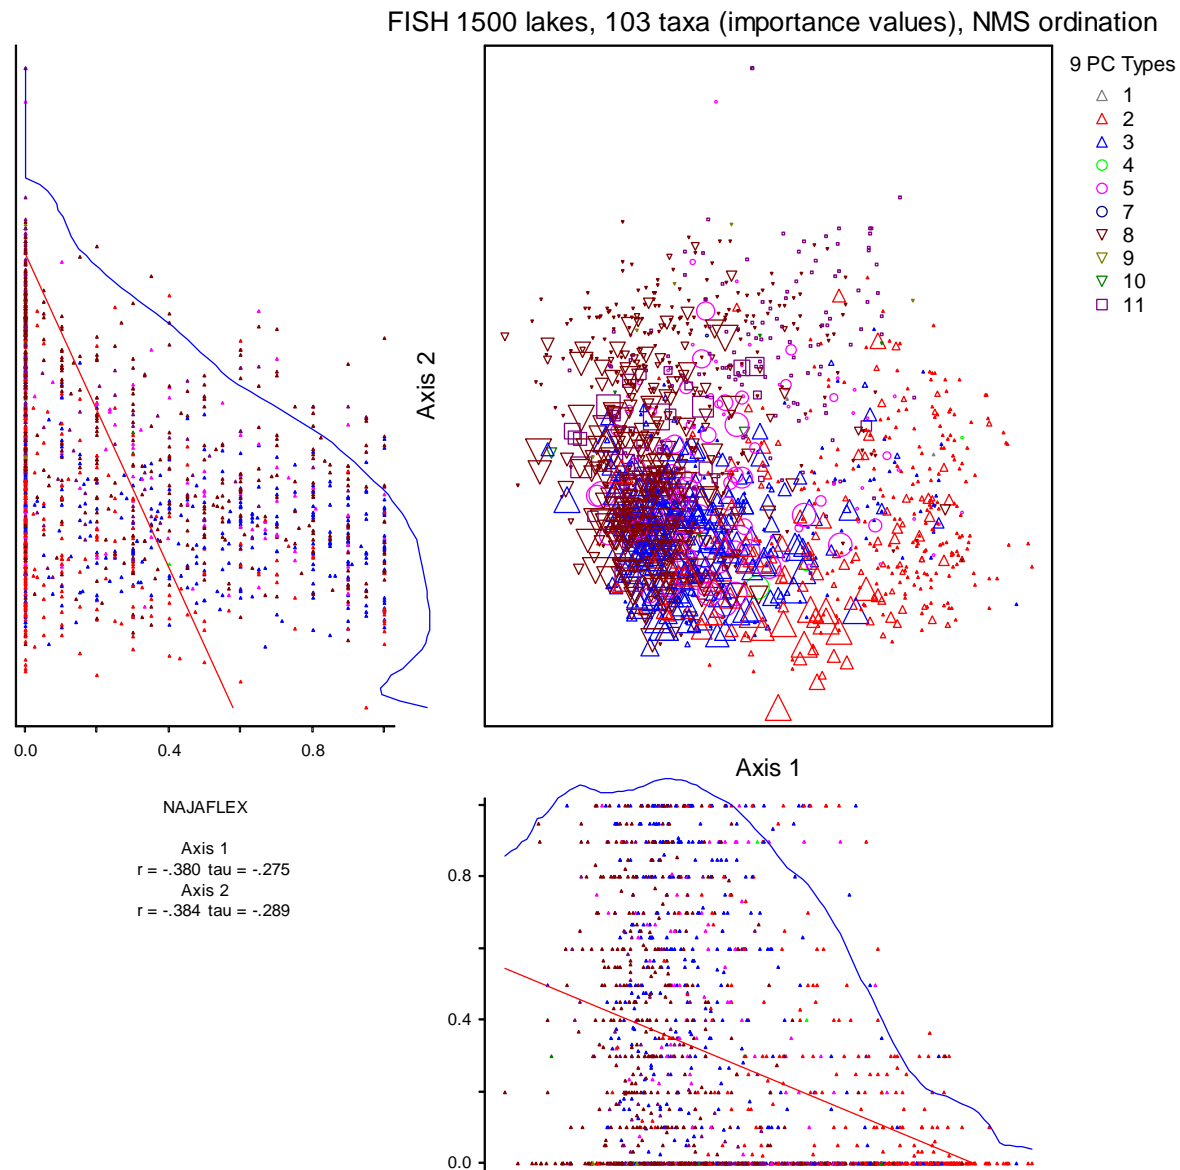 FISH 1500 lakes, 103 taxa (importance values), NMS ordination
9 PC Types
1
2
3
4
5
7
8
9
10
11
Axis 2
0.0 0.4 0.8
Axis 1
NAJAFLEX
Axis 1
r = -.380 tau = -.275
Axis 2
r = -.384 tau = -.289
0.8
0.4
0.0